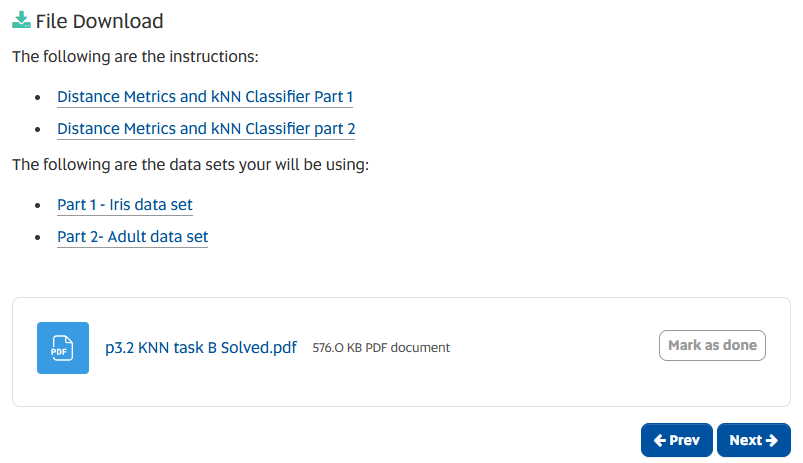 File Download
The following are the instructions:
Distance Metrics and kNN Classifier Part 1
Distance Metrics and kNN Classifier part 2
The following are the data sets your will be using:
Part 1 - Iris data set
Part 2- Adult data set
PDF
p3.2 KNN task B Solved.pdf 576.0 KB PDF document Mark as done
← Prev Next →